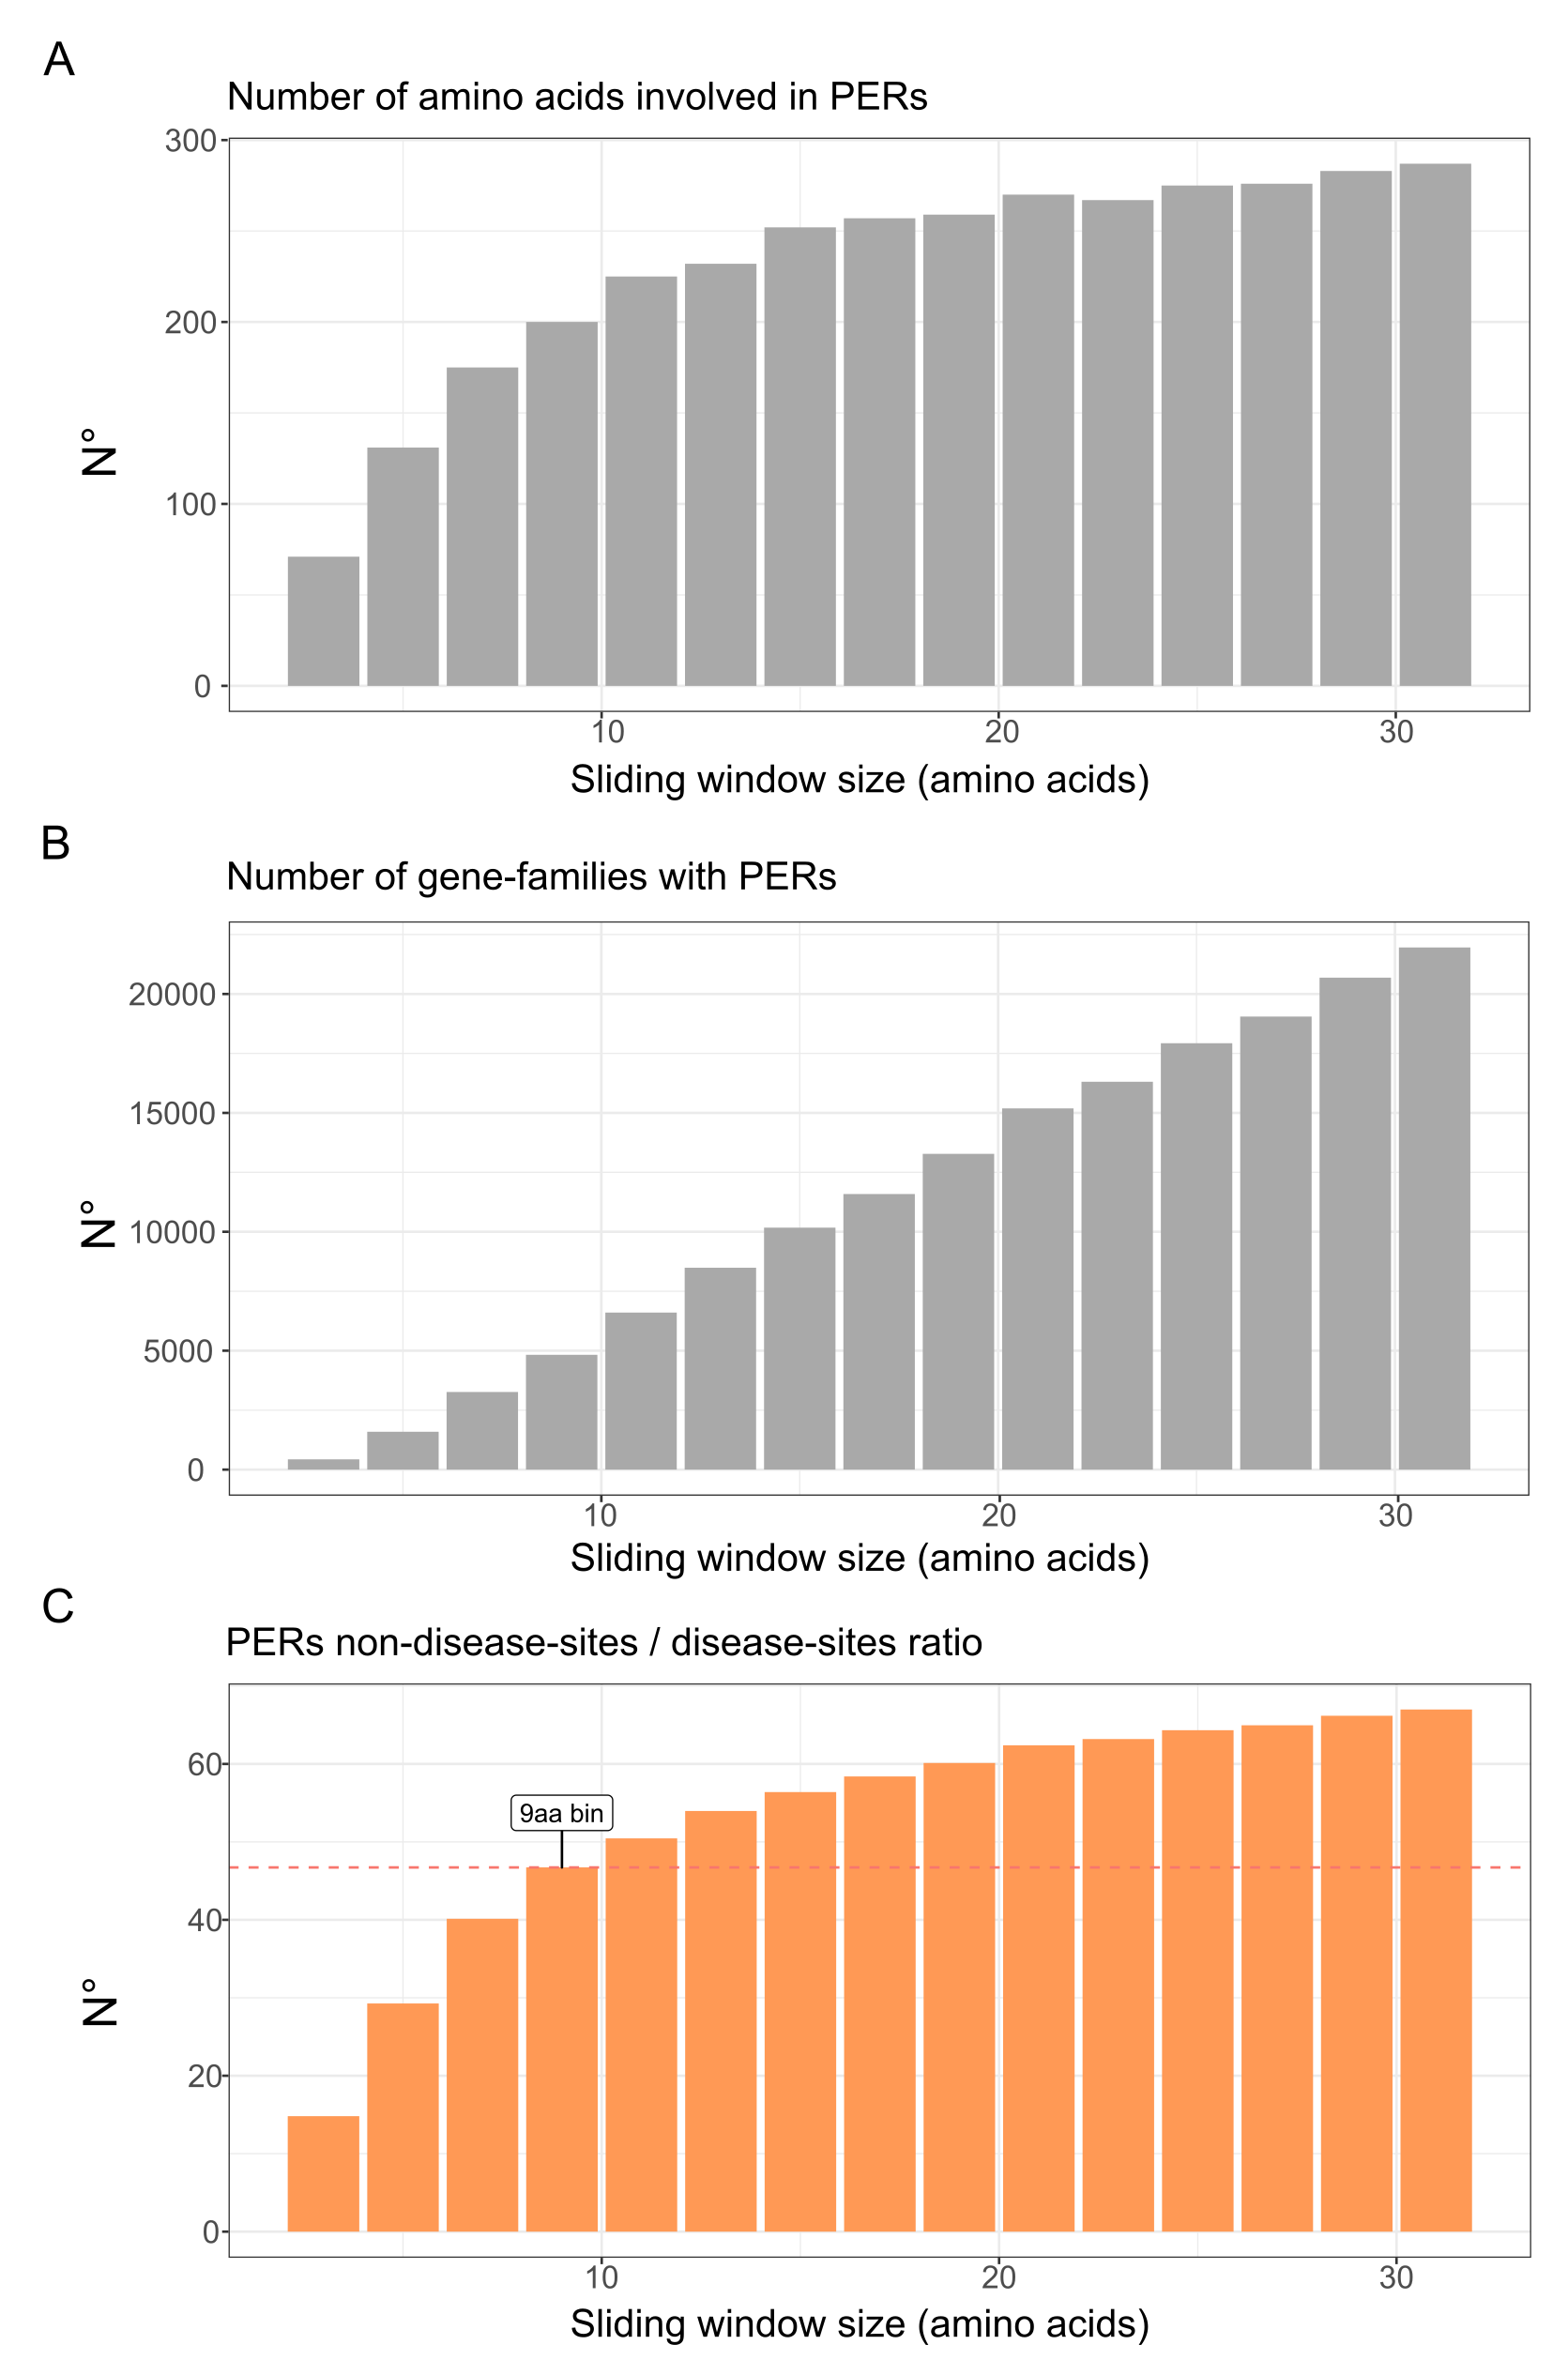 A
Number of amino acids involved in PERs
300
200
100
0
N°
10 20 30
Sliding window size (amino acids)
B
Number of gene-families with PERs
20000
15000
10000
5000
0
N°
10 20 30
Sliding window size (amino acids)
C
PERs non-disease-sites / disease-sites ratio
60
9aa bin
40
20
0
N°
10 20 30
Sliding window size (amino acids)